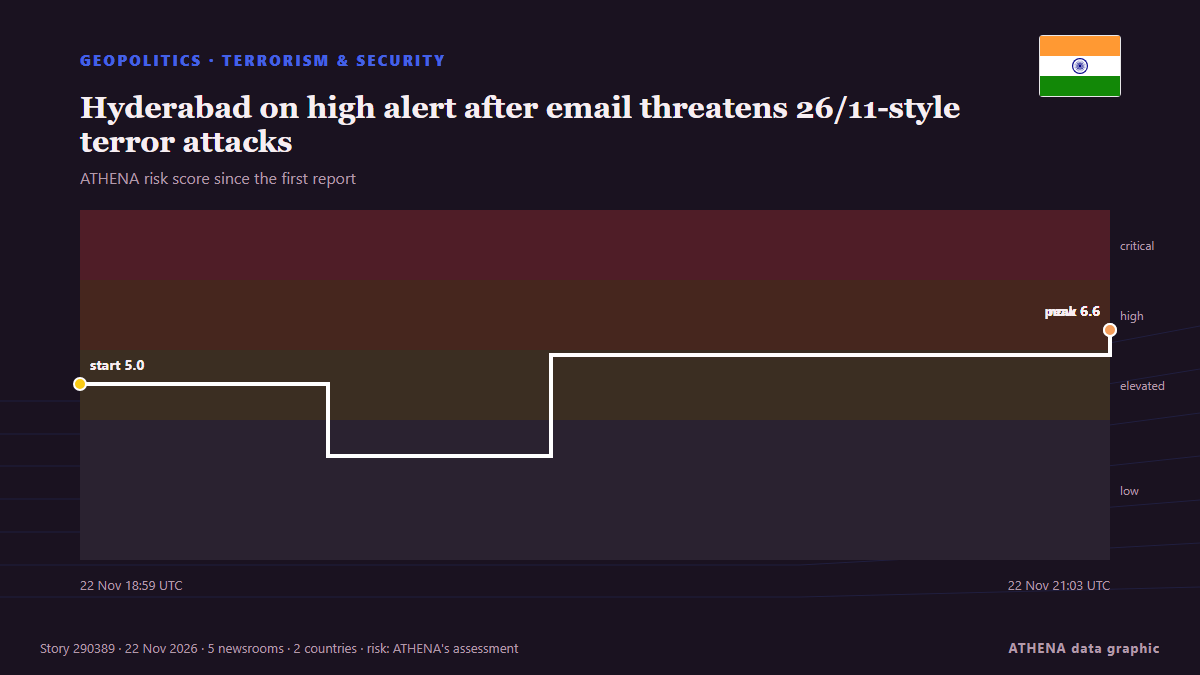 GEOPOLITICS · TERRORISM & SECURITY
Hyderabad on high alert after email threatens 26/11-style
terror attacks
ATHENA risk score since the first report
critical
peak 6.6
high
start 5.0
elevated
low
22 Nov 18:59 UTC
22 Nov 21:03 UTC
Story 290389 · 22 Nov 2026 · 5 newsrooms · 2 countries · risk: ATHENA's assessment
ATHENA data graphic